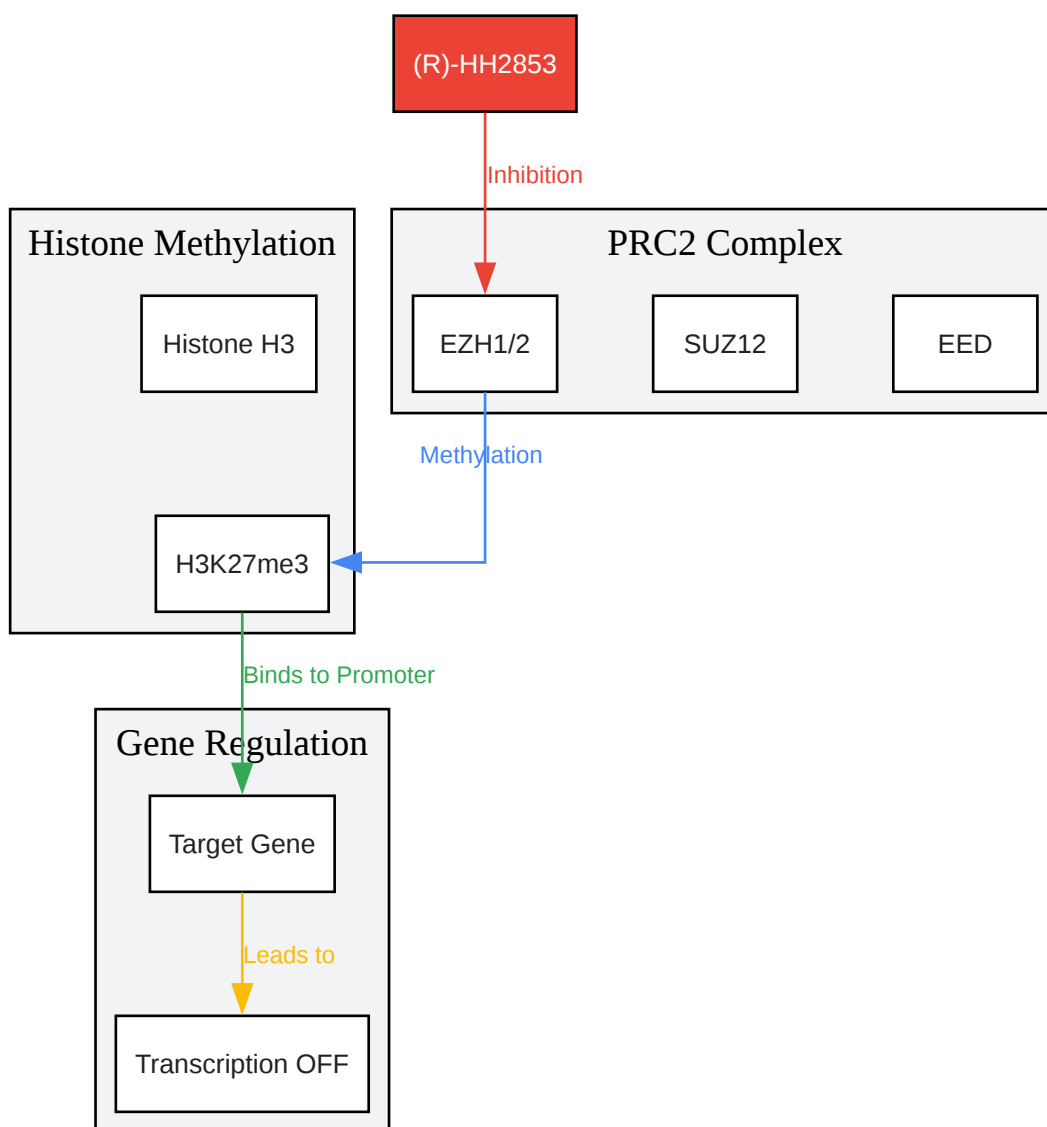 (R)-HH2853
Inhibition
Histone Methylation
PRC2 Complex
Histone H3
EZH1/2
SUZ12
EED
Methylation
H3K27me3
Binds to Promoter
Gene Regulation
Target Gene
Leads to
Transcription OFF